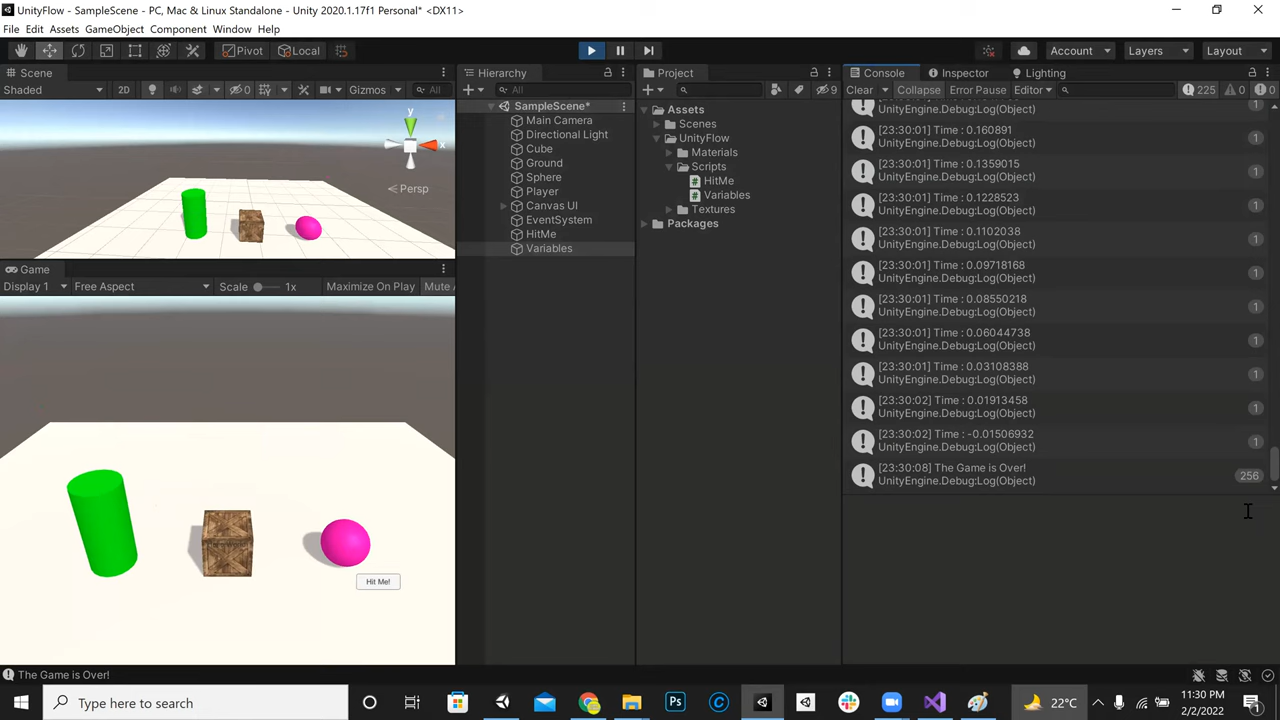 UnityFlow - SampleScene - PC, Mac & Linux Standalone - Unity 2020.1.17f1 Personal* <DX11>
File Edit Assets GameObject Component Window Help
Pivot Local Account Layers Layout
Scene
Shaded 2D Gizmos All
y
x
Persp
Game
Display 1 Free Aspect Scale 1x Maximize On Play Mute
Hit Me!
Hierarchy
All
SampleScene*
Main Camera
Directional Light
Cube
Ground
Sphere
Player
Canvas UI
EventSystem
HitMe
Variables
Project
9
Assets
Scenes
UnityFlow
Materials
Scripts
HitMe
Variables
Textures
Packages
Console Inspector Lighting
Clear Collapse Error Pause Editor 225 0 0
UnityEngine.Debug:Log(Object) 1
[23:30:01] Time : 0.160891
UnityEngine.Debug:Log(Object) 1
[23:30:01] Time : 0.1359015
UnityEngine.Debug:Log(Object) 1
[23:30:01] Time : 0.1228523
UnityEngine.Debug:Log(Object) 1
[23:30:01] Time : 0.1102038
UnityEngine.Debug:Log(Object) 1
[23:30:01] Time : 0.09718168
UnityEngine.Debug:Log(Object) 1
[23:30:01] Time : 0.08550218
UnityEngine.Debug:Log(Object) 1
[23:30:01] Time : 0.06044738
UnityEngine.Debug:Log(Object) 1
[23:30:01] Time : 0.03108388
UnityEngine.Debug:Log(Object) 1
[23:30:02] Time : 0.01913458
UnityEngine.Debug:Log(Object) 1
[23:30:02] Time : -0.01506932
UnityEngine.Debug:Log(Object) 1
[23:30:08] The Game is Over!
UnityEngine.Debug:Log(Object) 256
The Game is Over!
Type here to search
Ps
22°C
11:30 PM
2/2/2022
1